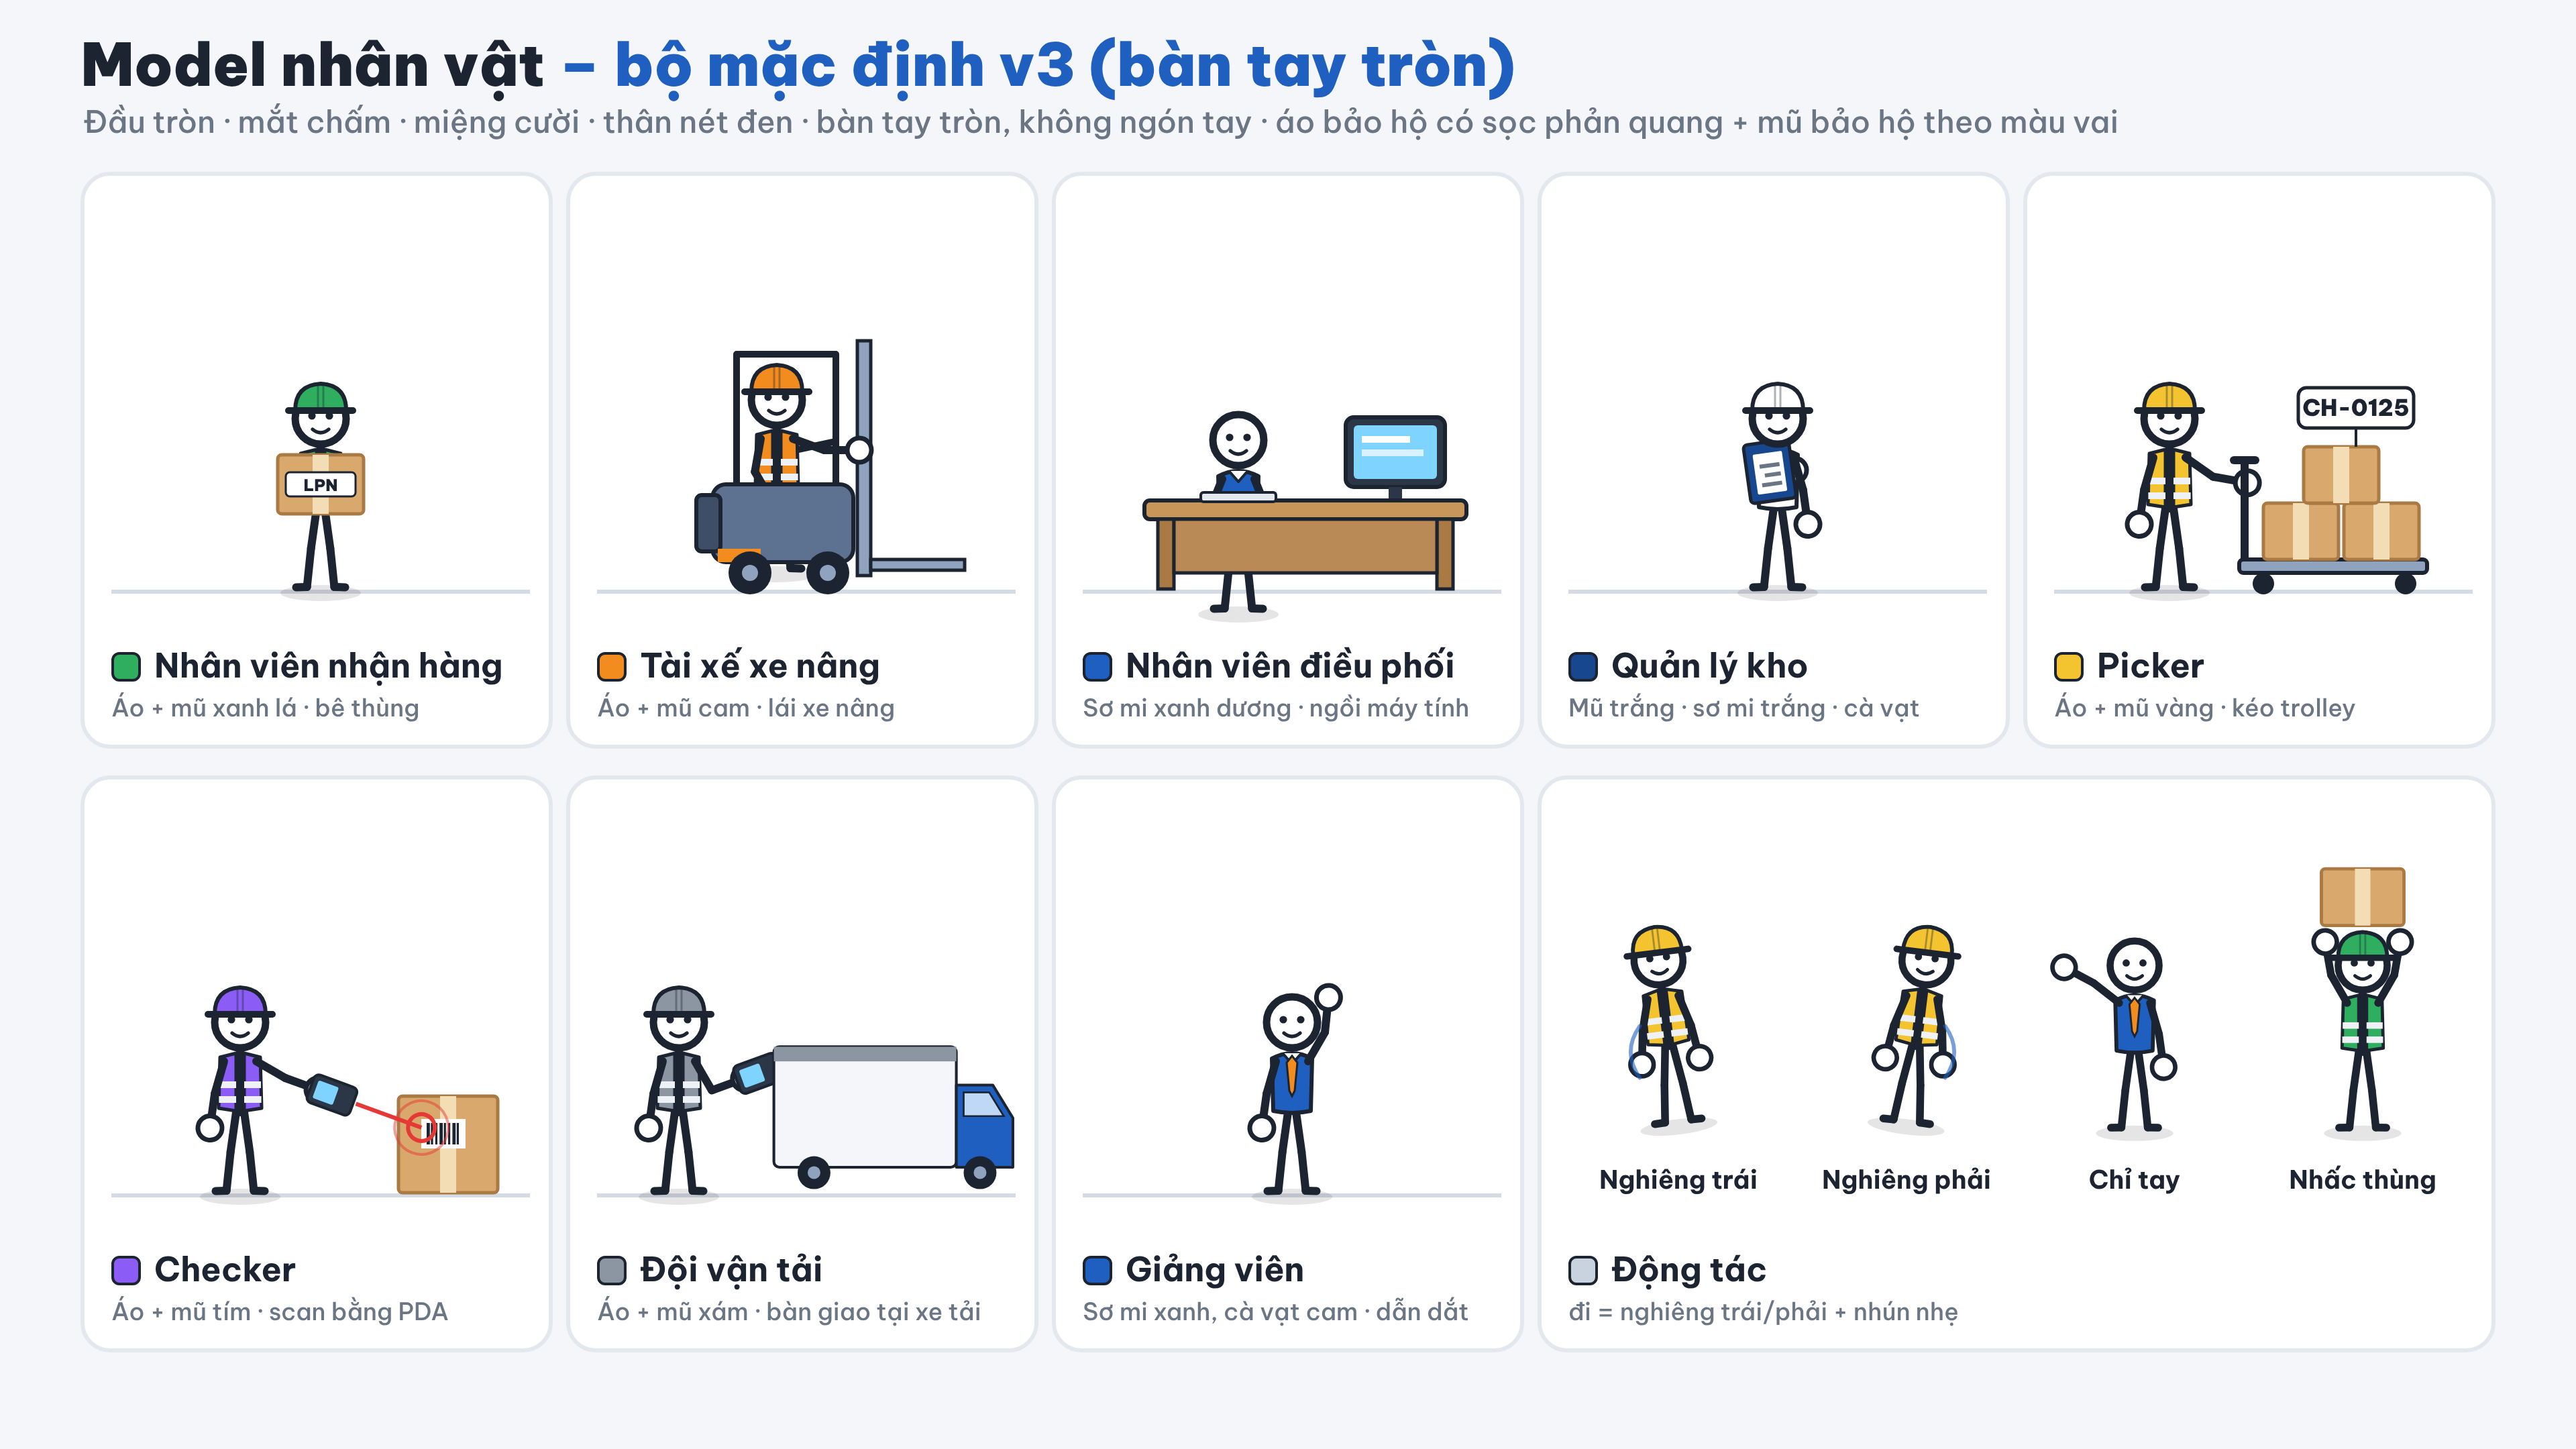 Model nhân vật – bộ mặc định v3 (bàn tay tròn)
Đầu tròn · mắt chấm · miệng cười · thân nét đen · bàn tay tròn, không ngón tay · áo bảo hộ có sọc phản quang + mũ bảo hộ theo màu vai
LPN
Nhân viên nhận hàng
Áo + mũ xanh lá · bê thùng
Tài xế xe nâng
Áo + mũ cam · lái xe nâng
Nhân viên điều phối
Sơ mi xanh dương · ngồi máy tính
Quản lý kho
Mũ trắng · sơ mi trắng · cà vạt
CH-0125
Picker
Áo + mũ vàng · kéo trolley
Checker
Áo + mũ tím · scan bằng PDA
Đội vận tải
Áo + mũ xám · bàn giao tại xe tải
Giảng viên
Sơ mi xanh, cà vạt cam · dẫn dắt
Nghiêng trái
Nghiêng phải
Chỉ tay
Nhấc thùng
Động tác
đi = nghiêng trái/phải + nhún nhẹ